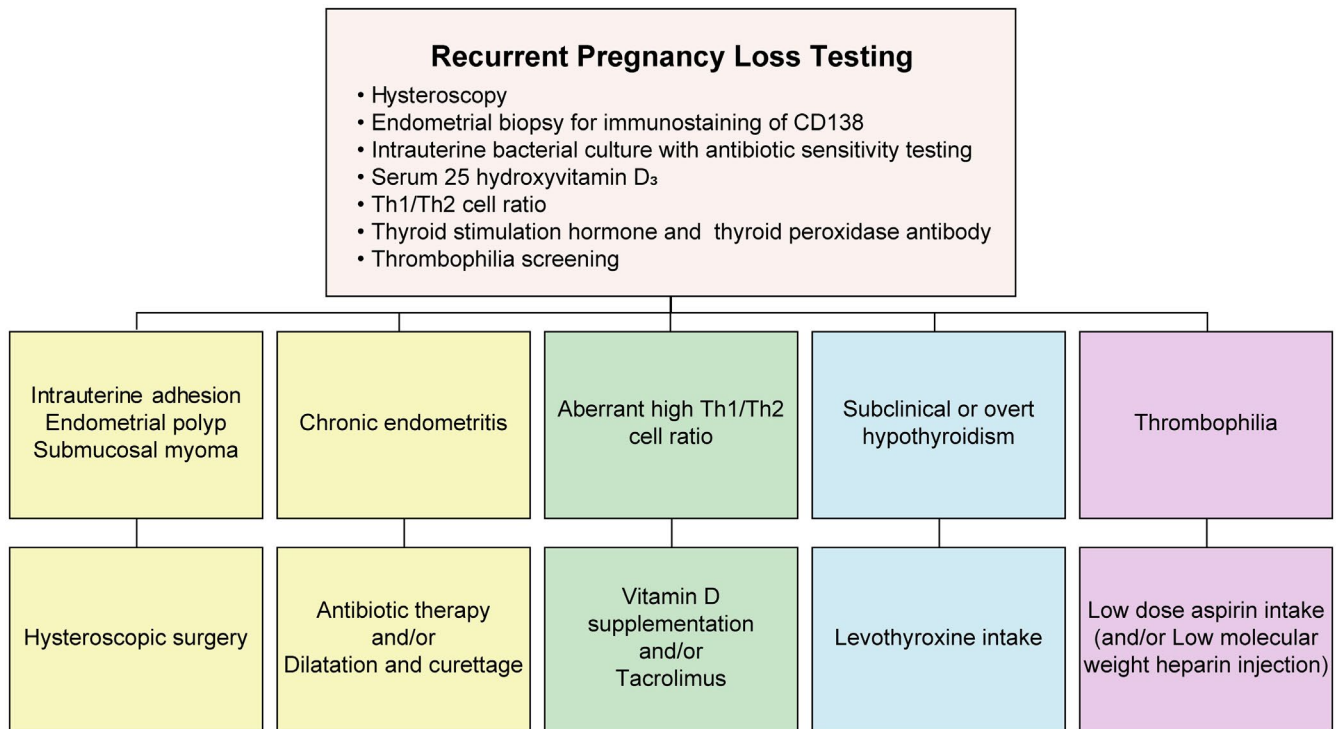 Recurrent Pregnancy Loss Testing
• Hysteroscopy
• Endometrial biopsy for immunostaining of CD138
• Intrauterine bacterial culture with antibiotic sensitivity testing
• Serum 25 hydroxyvitamin D₃
• Th1/Th2 cell ratio
• Thyroid stimulation hormone and thyroid peroxidase antibody
• Thrombophilia screening
Intrauterine adhesion
Endometrial polyp
Submucosal myoma
Chronic endometritis
Aberrant high Th1/Th2
cell ratio
Subclinical or overt
hypothyroidism
Thrombophilia
Hysteroscopic surgery
Antibiotic therapy
and/or
Dilatation and curettage
Vitamin D
supplementation
and/or
Tacrolimus
Levothyroxine intake
Low dose aspirin intake
(and/or Low molecular
weight heparin injection)